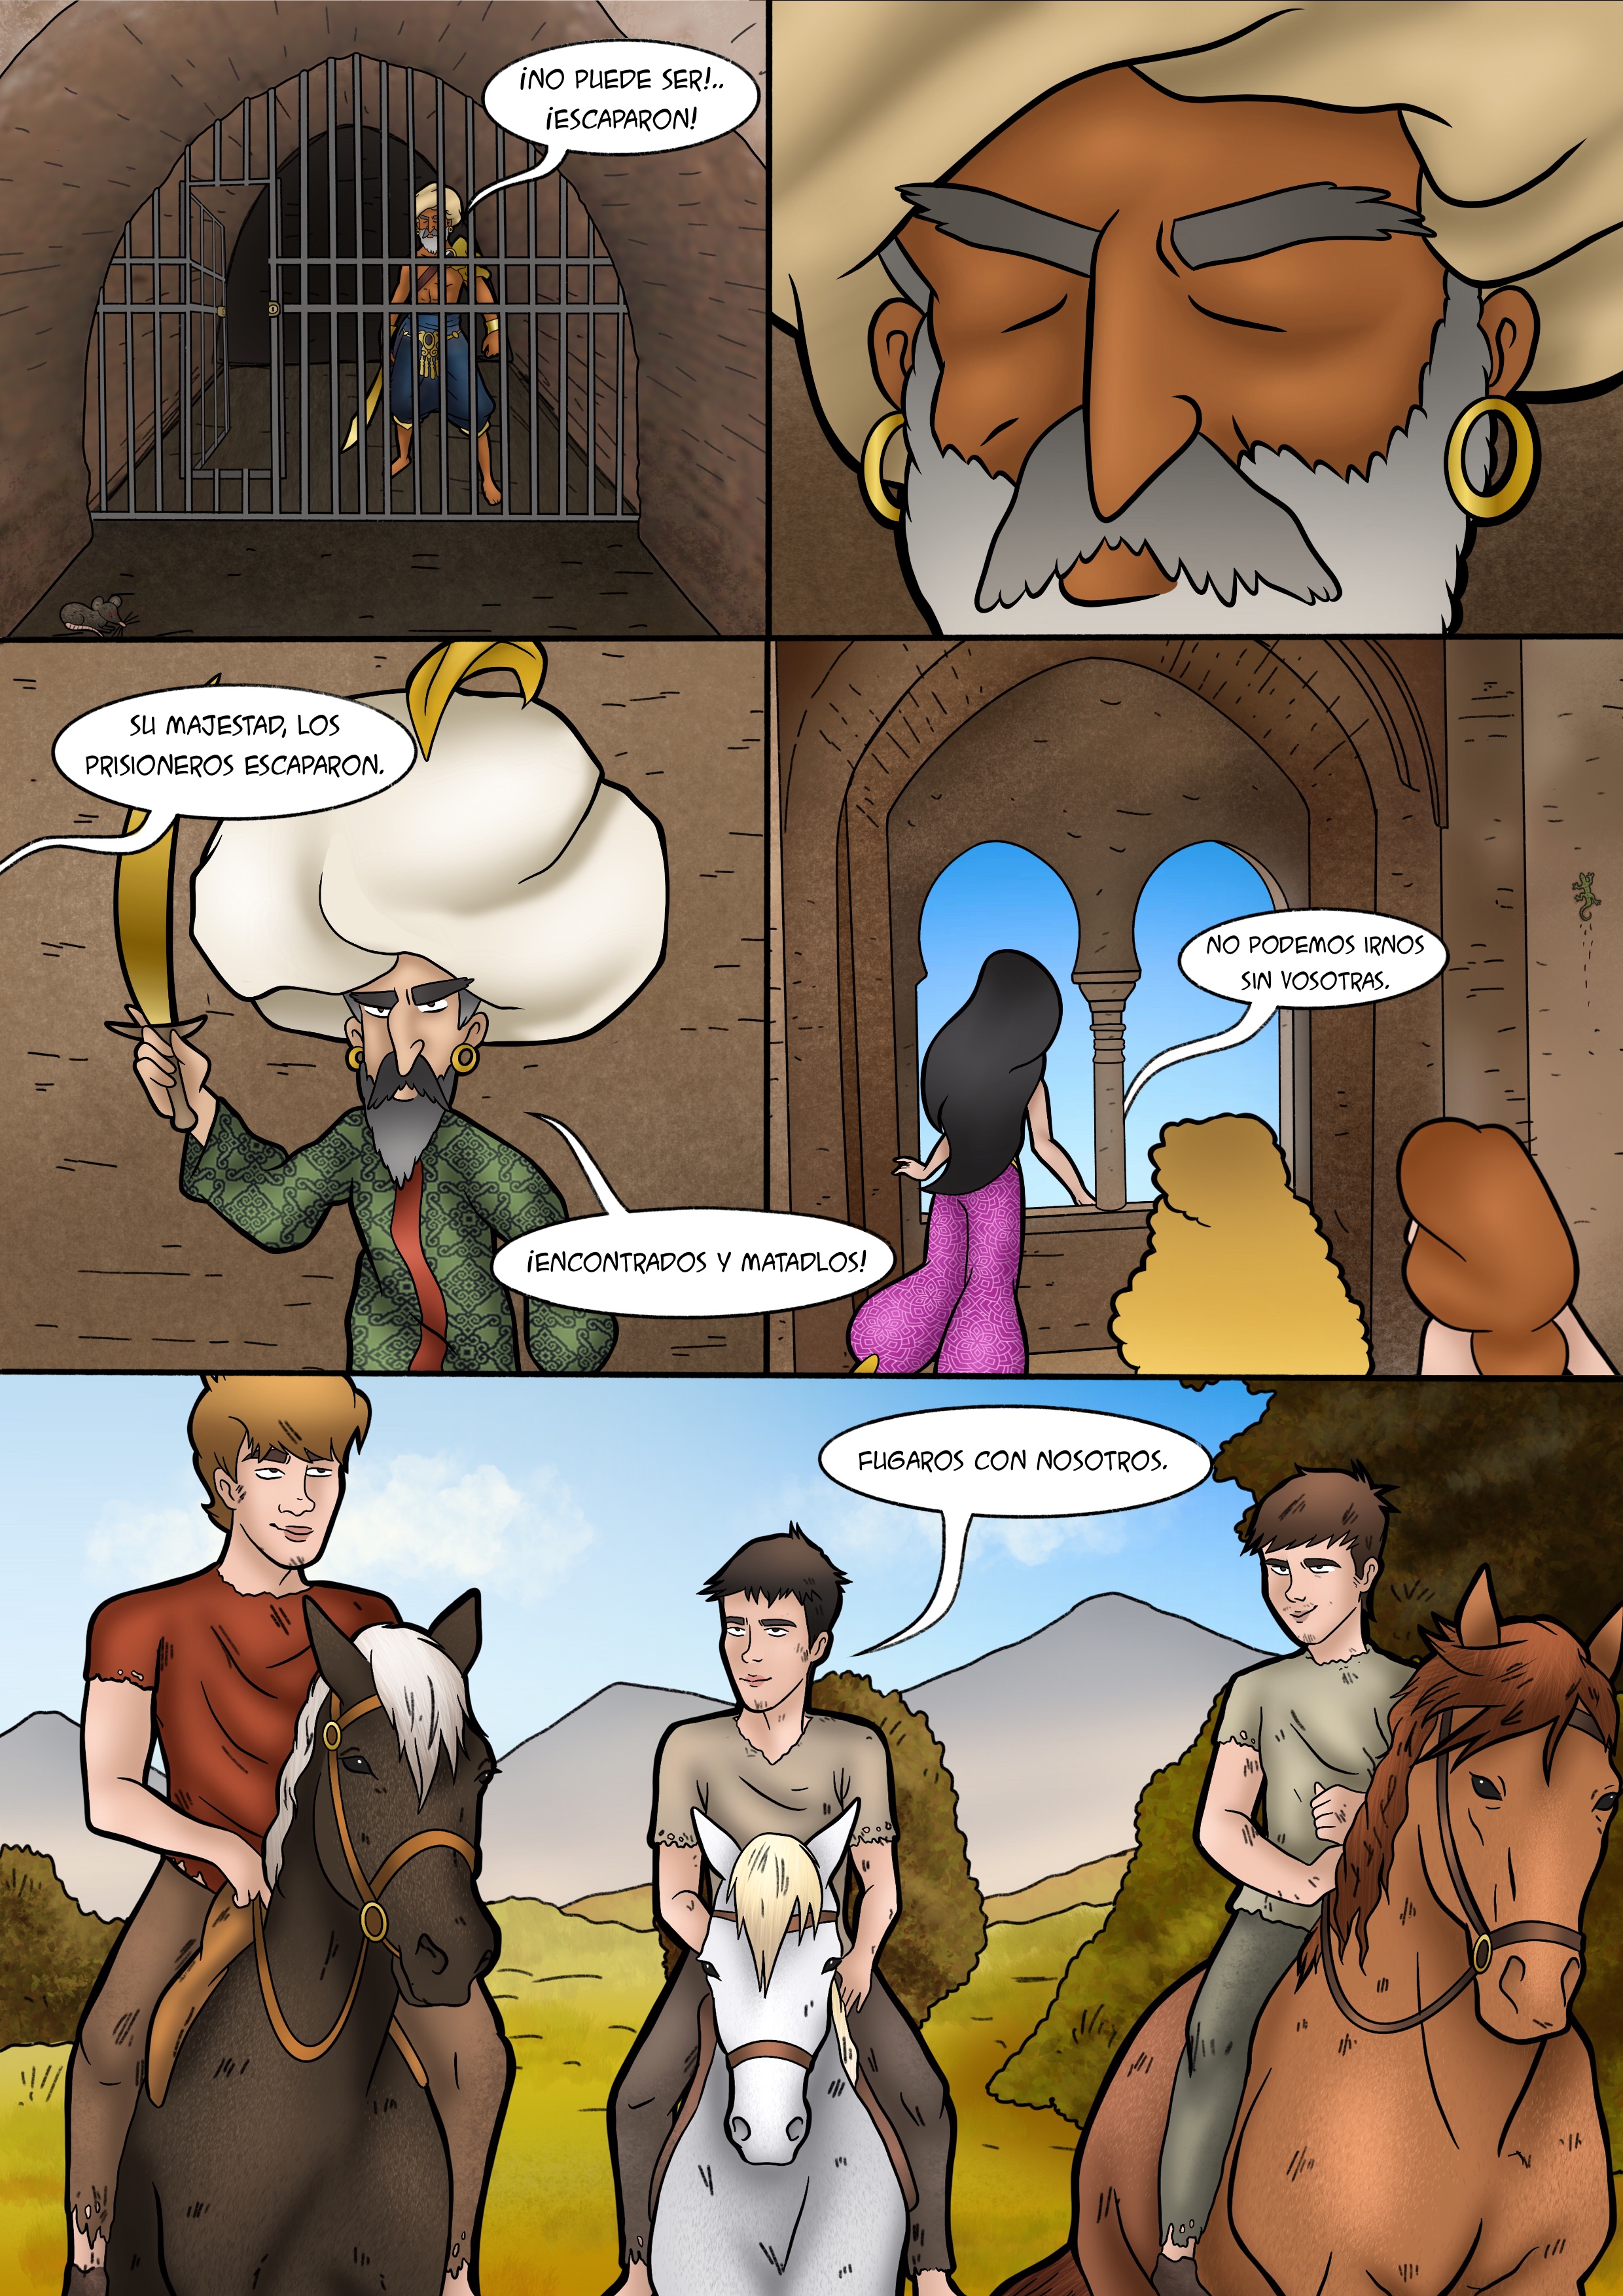 ¡NO PUEDE SER!..
¡ESCAPARON!
SU MAJESTAD, LOS
PRISIONEROS ESCAPARON.
¡ENCONTRADOS Y MATADLOS!
NO PODEMOS IRNOS
SIN VOSOTRAS.
FUGAROS CON NOSOTROS.